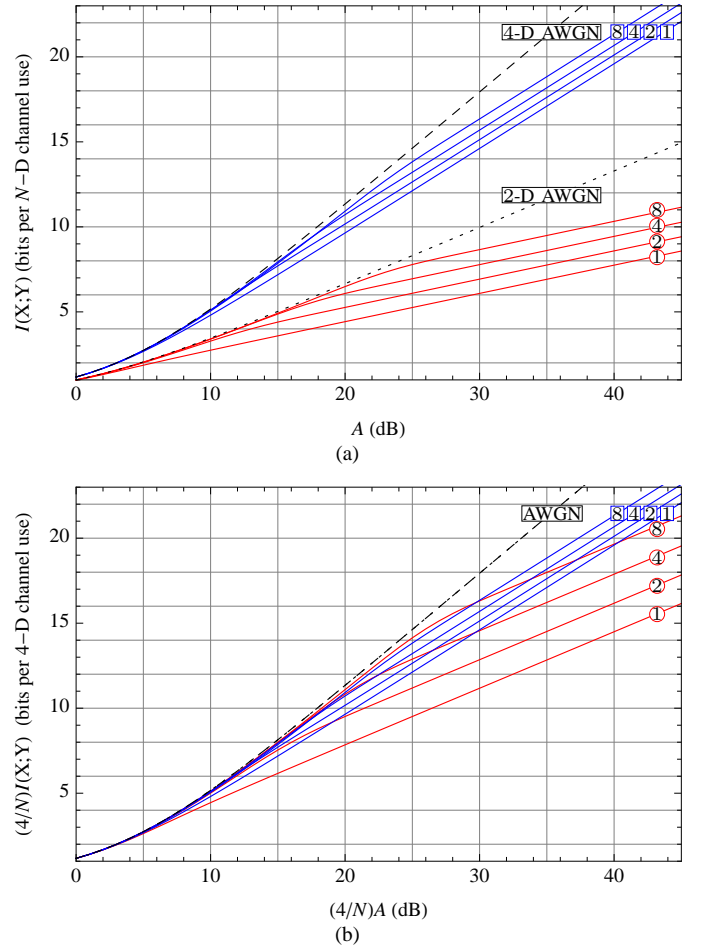 20
15
10
5
0 10 20 30 40
4-D AWGN 8 4 2 1
2-D AWGN
8
4
2
1
I(X;Y) (bits per N−D channel use)
A (dB)
(a)
20
15
10
5
0 10 20 30 40
AWGN 8 4 2 1
8
4
2
1
(4/N)I(X;Y) (bits per 4−D channel use)
(4/N)A (dB)
(b)